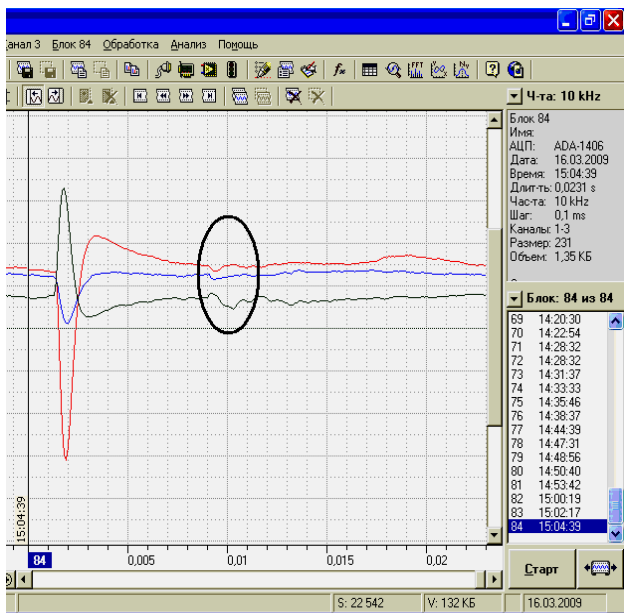 Канал 3 Блок 84 Обработка Анализ Помощь
Ч-та: 10 kHz
Блок 84
Имя:
АЦП: ADA-1406
Дата: 16.03.2009
Время: 15:04:39
Длит-ть: 0,0231 s
Час-та: 10 kHz
Шаг: 0,1 ms
Каналы: 1-3
Размер: 231
Объем: 1,35 КБ
Блок: 84 из 84
69 14:20:30
70 14:22:54
71 14:28:32
72 14:28:32
73 14:31:37
74 14:33:33
75 14:35:46
76 14:38:37
77 14:44:39
78 14:47:31
79 14:48:56
80 14:50:40
81 14:53:42
82 15:00:19
83 15:02:17
84 15:04:39
15:04:39
84 0,005 0,01 0,015 0,02
Старт
S: 22 542 V: 132 КБ 16.03.2009